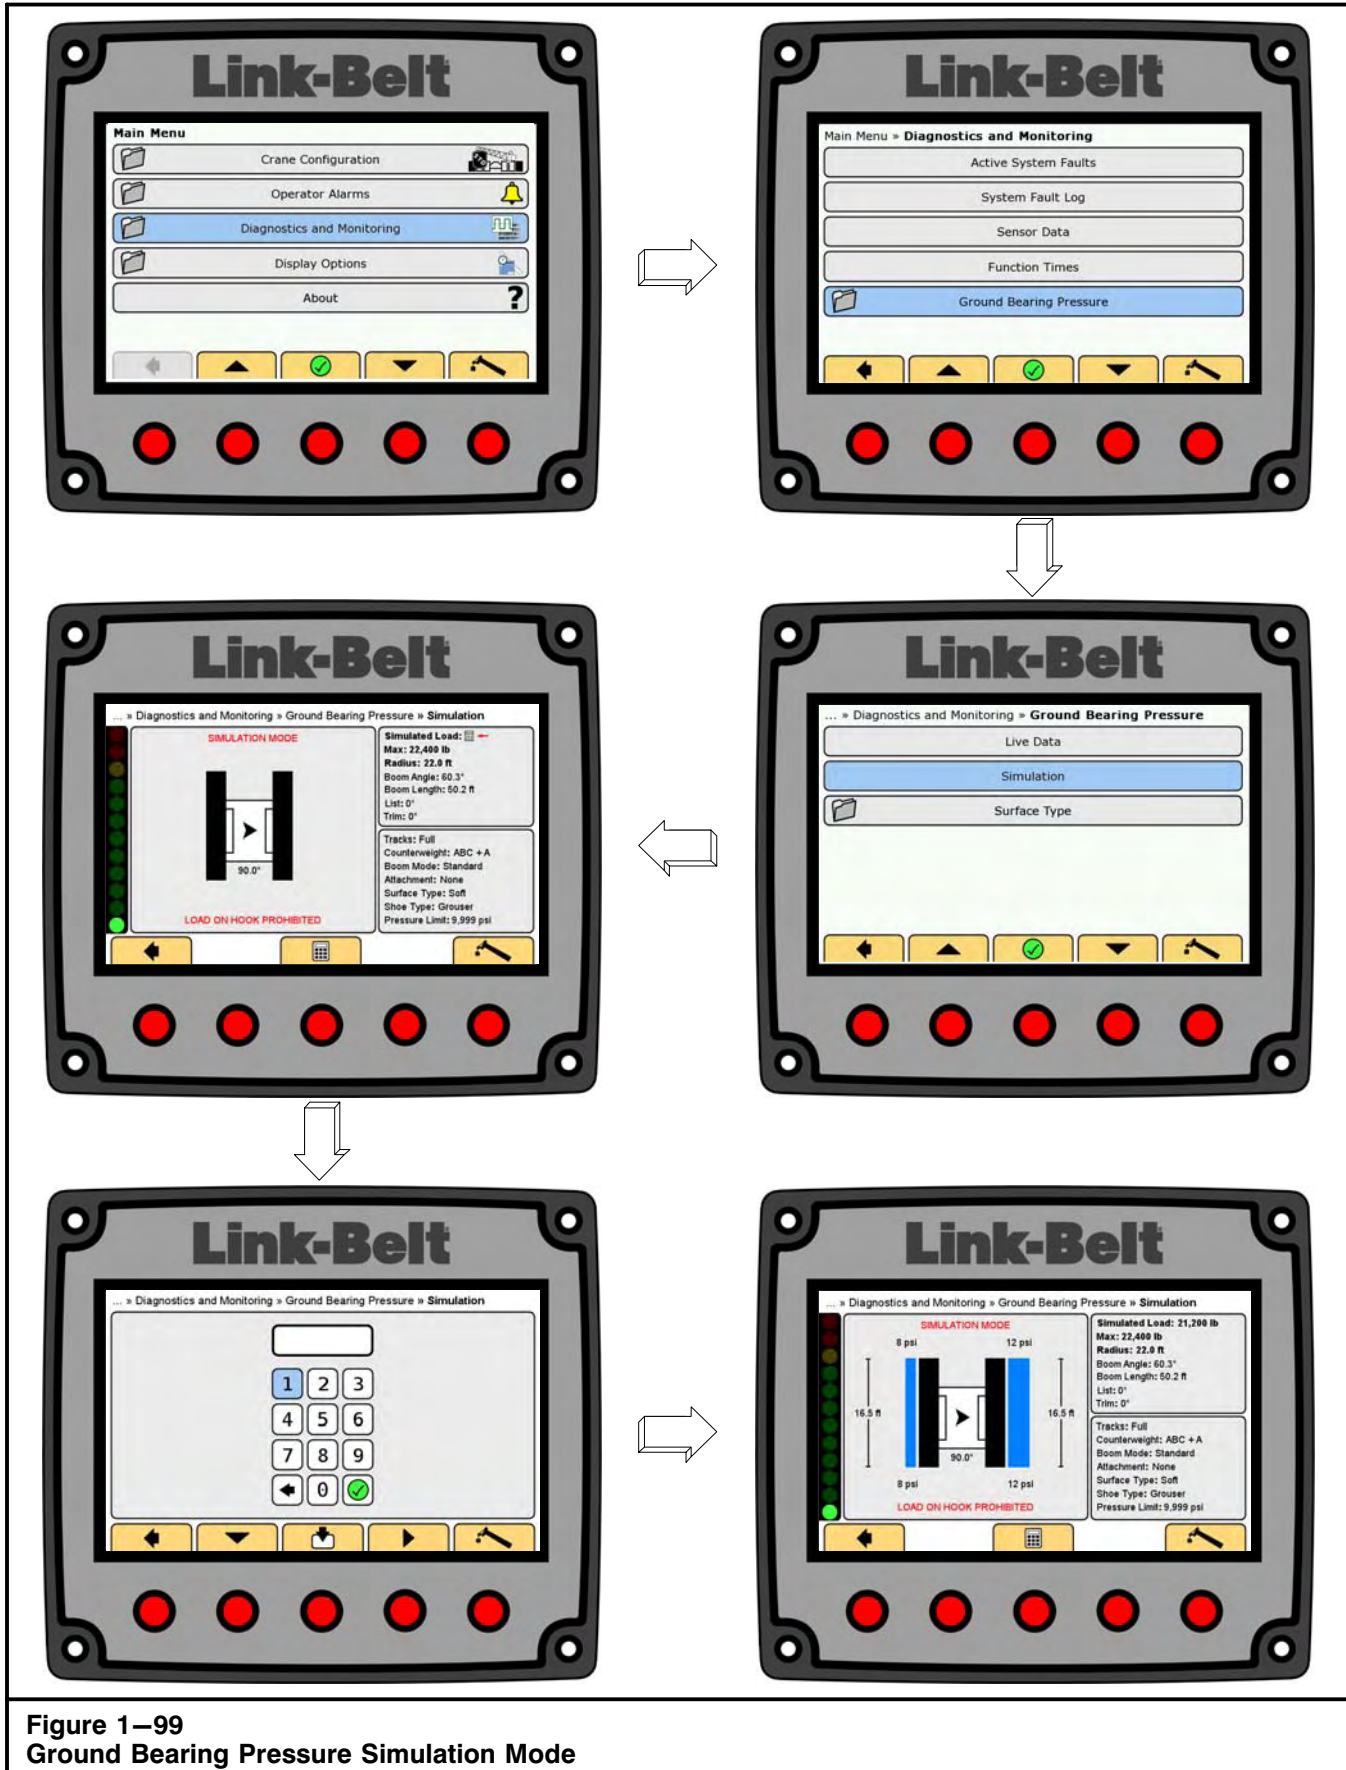 Link-Belt
Main Menu
Crane Configuration
Operator Alarms
Diagnostics and Monitoring
Display Options
About
?
Link-Belt
Main Menu » Diagnostics and Monitoring
Active System Faults
System Fault Log
Sensor Data
Function Times
Ground Bearing Pressure
Link-Belt
... » Diagnostics and Monitoring » Ground Bearing Pressure
Live Data
Simulation
Surface Type
Link-Belt
... » Diagnostics and Monitoring » Ground Bearing Pressure » Simulation
SIMULATION MODE
90.0°
LOAD ON HOOK PROHIBITED
Simulated Load:
Max: 22,400 lb
Radius: 22.0 ft
Boom Angle: 60.3°
Boom Length: 50.2 ft
List: 0°
Trim: 0°
Tracks: Full
Counterweight: ABC + A
Boom Mode: Standard
Attachment: None
Surface Type: Soft
Shoe Type: Grouser
Pressure Limit: 9,999 psi
Link-Belt
... » Diagnostics and Monitoring » Ground Bearing Pressure » Simulation
1 2 3
4 5 6
7 8 9
0
Link-Belt
... » Diagnostics and Monitoring » Ground Bearing Pressure » Simulation
SIMULATION MODE
8 psi 12 psi
16.5 ft 16.5 ft
90.0°
8 psi 12 psi
LOAD ON HOOK PROHIBITED
Simulated Load: 21,200 lb
Max: 22,400 lb
Radius: 22.0 ft
Boom Angle: 60.3°
Boom Length: 50.2 ft
List: 0°
Trim: 0°
Tracks: Full
Counterweight: ABC + A
Boom Mode: Standard
Attachment: None
Surface Type: Soft
Shoe Type: Grouser
Pressure Limit: 9,999 psi
Figure 1–99
Ground Bearing Pressure Simulation Mode